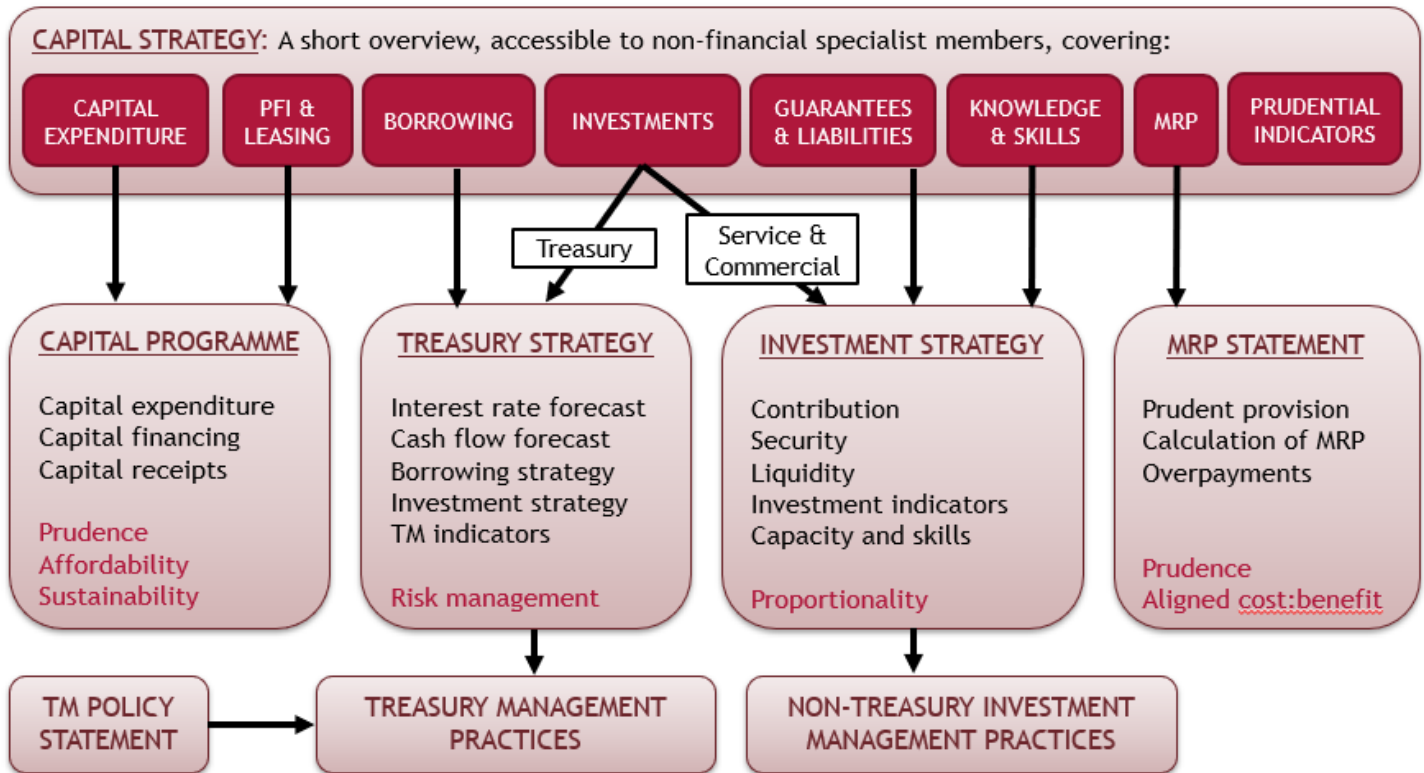 CAPITAL STRATEGY: A short overview, accessible to non-financial specialist members, covering:
CAPITAL
EXPENDITURE
PFI &
LEASING
BORROWING
INVESTMENTS
GUARANTEES
& LIABILITIES
KNOWLEDGE
& SKILLS
MRP
PRUDENTIAL
INDICATORS
Treasury
Service &
Commercial
CAPITAL PROGRAMME
Capital expenditure
Capital financing
Capital receipts
Prudence
Affordability
Sustainability
TREASURY STRATEGY
Interest rate forecast
Cash flow forecast
Borrowing strategy
Investment strategy
TM indicators
Risk management
INVESTMENT STRATEGY
Contribution
Security
Liquidity
Investment indicators
Capacity and skills
Proportionality
MRP STATEMENT
Prudent provision
Calculation of MRP
Overpayments
Prudence
Aligned cost:benefit
TM POLICY
STATEMENT
TREASURY MANAGEMENT
PRACTICES
NON-TREASURY INVESTMENT
MANAGEMENT PRACTICES